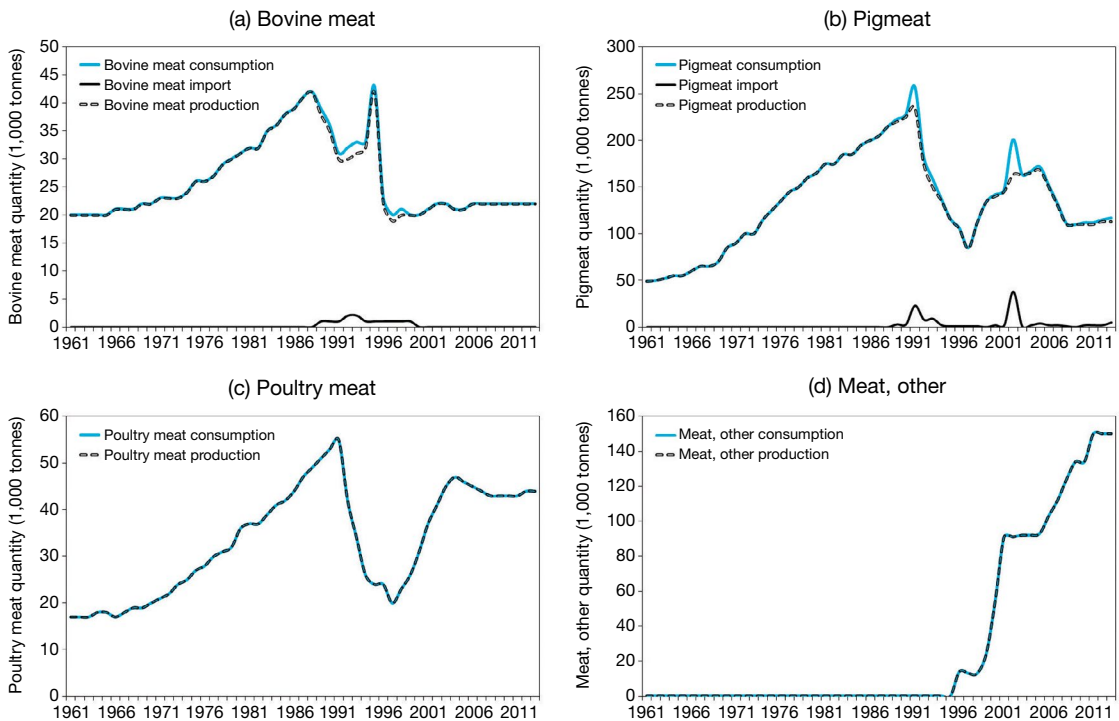 (a) Bovine meat
Bovine meat quantity (1,000 tonnes)
50
45
40
35
30
25
20
15
10
5
0
Bovine meat consumption
Bovine meat import
Bovine meat production
1961 1966 1971 1976 1981 1986 1991 1996 2001 2006 2011
(b) Pigmeat
Pigmeat quantity (1,000 tonnes)
300
250
200
150
100
50
0
Pigmeat consumption
Pigmeat import
Pigmeat production
1961 1966 1971 1976 1981 1986 1991 1996 2002 2006 2011
(c) Poultry meat
Poultry meat quantity (1,000 tonnes)
60
50
40
30
20
10
0
Poultry meat consumption
Poultry meat production
1961 1966 1971 1976 1981 1986 1991 1996 2001 2006 2011
(d) Meat, other
Meat, other quantity (1,000 tonnes)
160
140
120
100
80
60
40
20
0
Meat, other consumption
Meat, other production
1961 1966 1971 1976 1981 1986 1991 1996 2001 2006 2011